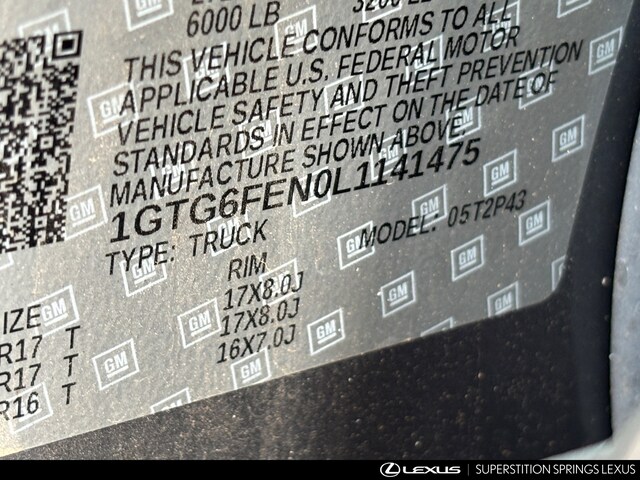 6000 LB
THIS VEHICLE CONFORMS TO ALL
APPLICABLE U.S. FEDERAL MOTOR
VEHICLE SAFETY AND THEFT PREVENTION
STANDARDS IN EFFECT ON THE DATE OF
MANUFACTURE SHOWN ABOVE.
1GTG6FEN0L1141475
TYPE: TRUCK MODEL: 05T2P43
RIM
IZE 17X8.0J
R17 T 17X8.0J
R17 T 16X7.0J
R16 T
GM
LEXUS SUPERSTITION SPRINGS LEXUS